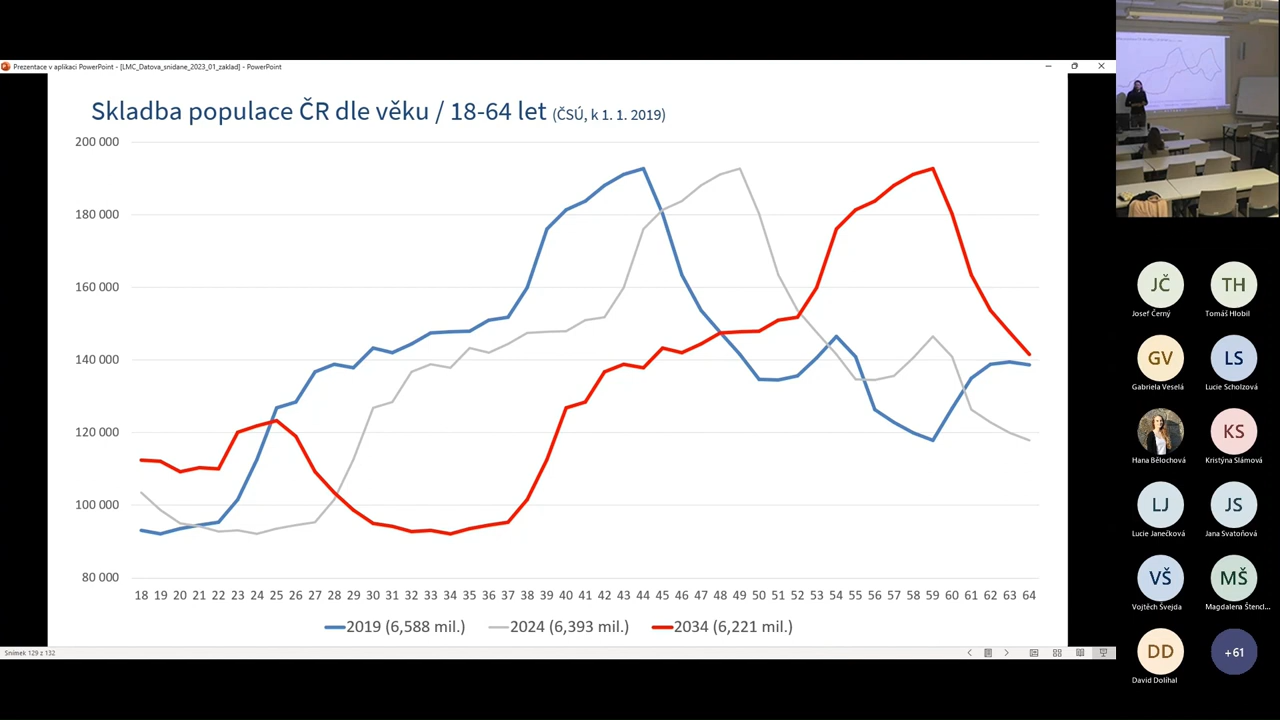 Prezentace v aplikaci PowerPoint - [LMC_Datova_snidane_2023_01_zaklad] - PowerPoint
Skladba populace ČR dle věku / 18-64 let (ČSÚ, k 1. 1. 2019)
200 000
180 000
160 000
140 000
120 000
100 000
80 000
18 19 20 21 22 23 24 25 26 27 28 29 30 31 32 33 34 35 36 37 38 39 40 41 42 43 44 45 46 47 48 49 50 51 52 53 54 55 56 57 58 59 60 61 62 63 64
2019 (6,588 mil.) 2024 (6,393 mil.) 2034 (6,221 mil.)
Snímek 129 z 132
JČ TH
Josef Černý Tomáš Hlobil
GV LS
Gabriela Veselá Lucie Scholzová
KS
Hana Bělochová Kristýna Slámová
LJ JS
Lucie Janečková Jana Svatoňová
VŠ MŠ
Vojtěch Švejda Magdalena Štencl...
DD +61
David Dolíhal